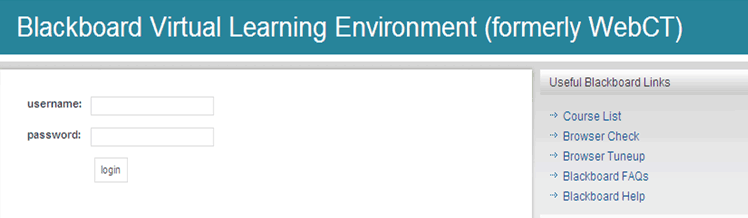 Blackboard Virtual Learning Environment (formerly WebCT)
username:
password:
login
Useful Blackboard Links
Course List
Browser Check
Browser Tuneup
Blackboard FAQs
Blackboard Help